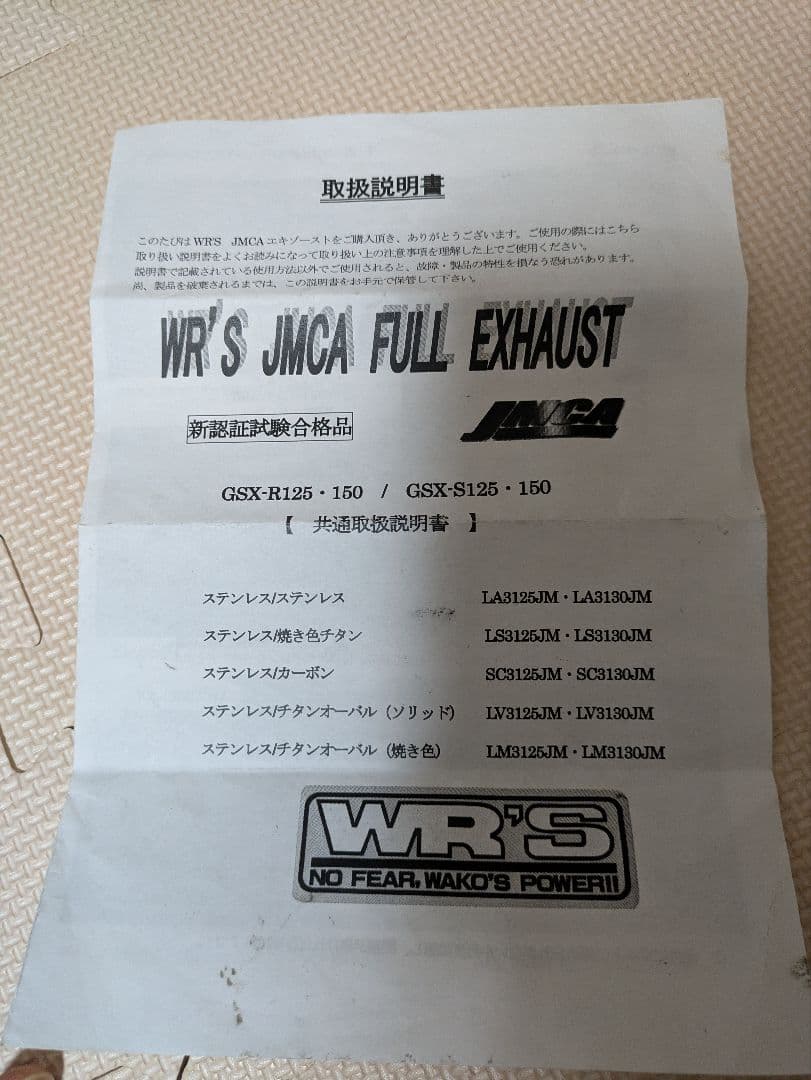 取扱説明書
このたびは WR'S　JMCA エキゾーストをご購入頂き、ありがとうございます。ご使用の際にはこちら
取り扱い説明書をよくお読みになって取り扱い上の注意事項を理解した上でご使用ください。
説明書で記載されている使用方法以外でご使用されると、故障・製品の特性を損なう恐れがあります。
尚、製品を破棄されるまでは、この説明書をお手元で保管して下さい。
WR'S JMCA FULL EXHAUST
新認証試験合格品
JMCA
GSX-R125・150　/　GSX-S125・150
【　共通取扱説明書　】
ステンレス/ステンレス　LA3125JM・LA3130JM
ステンレス/焼き色チタン　LS3125JM・LS3130JM
ステンレス/カーボン　SC3125JM・SC3130JM
ステンレス/チタンオーバル（ソリッド）　LV3125JM・LV3130JM
ステンレス/チタンオーバル（焼き色）　LM3125JM・LM3130JM
WR'S
NO FEAR, WAKO'S POWER!!